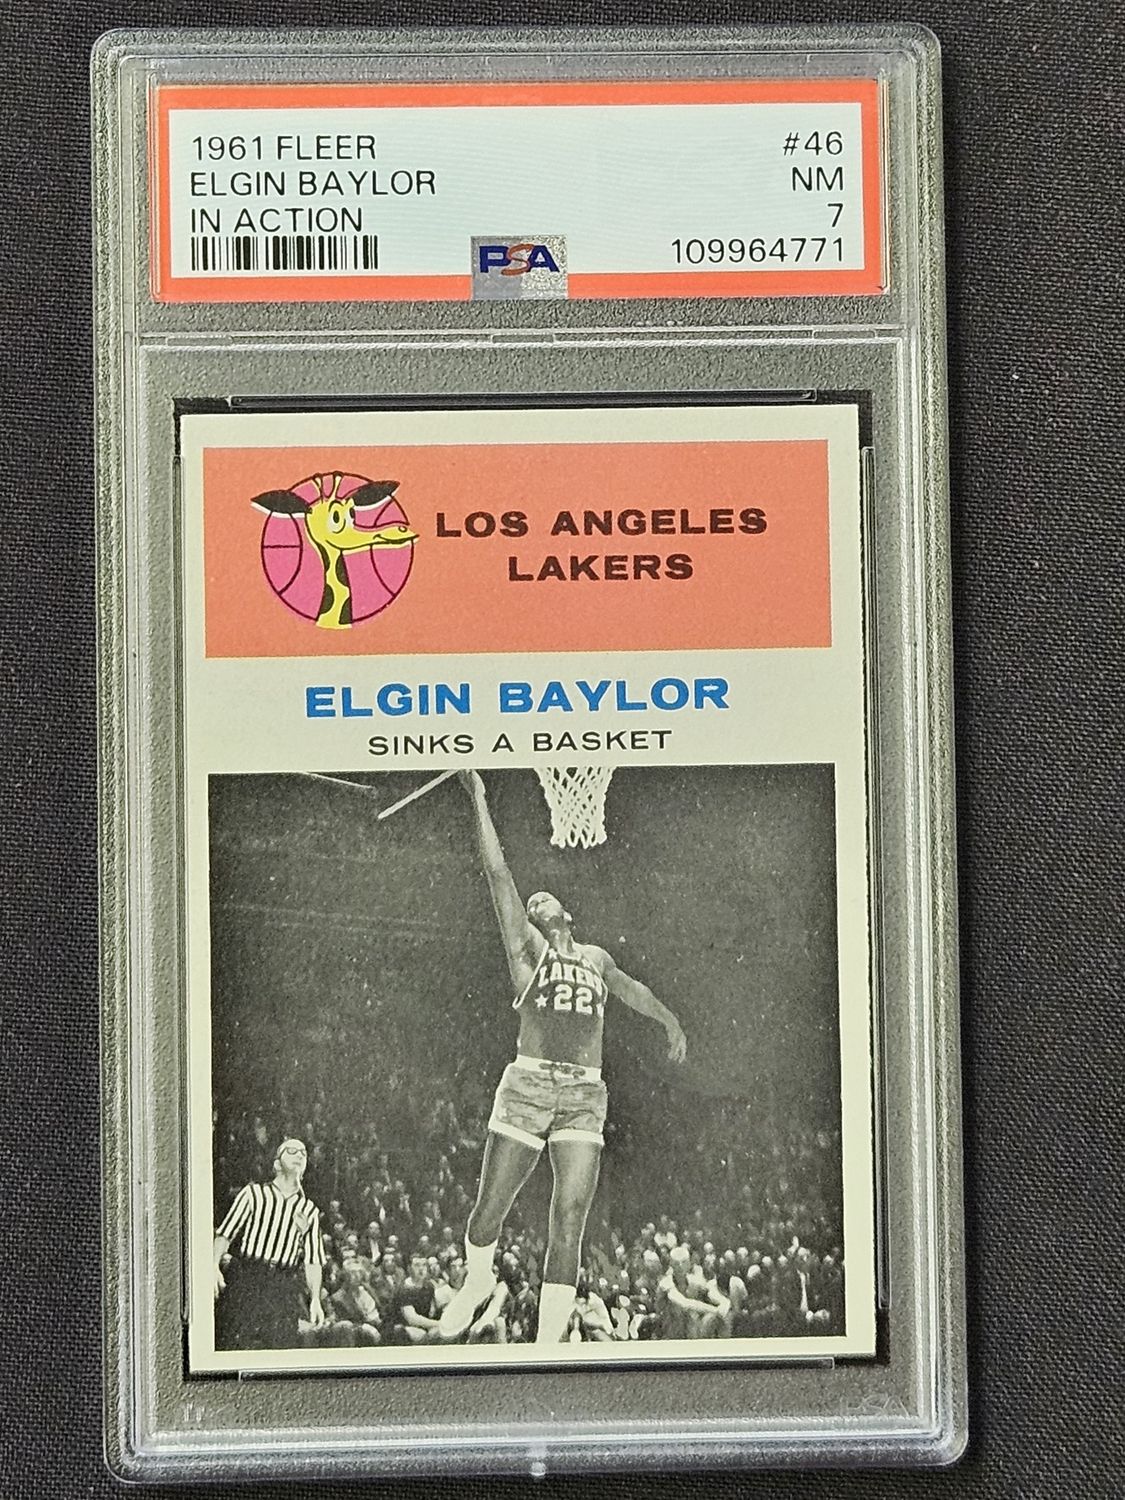 1961 FLEER #46
ELGIN BAYLOR NM
IN ACTION 7
PSA 109964771
LOS ANGELES
LAKERS
ELGIN BAYLOR
SINKS A BASKET
LAKERS
22
PSA